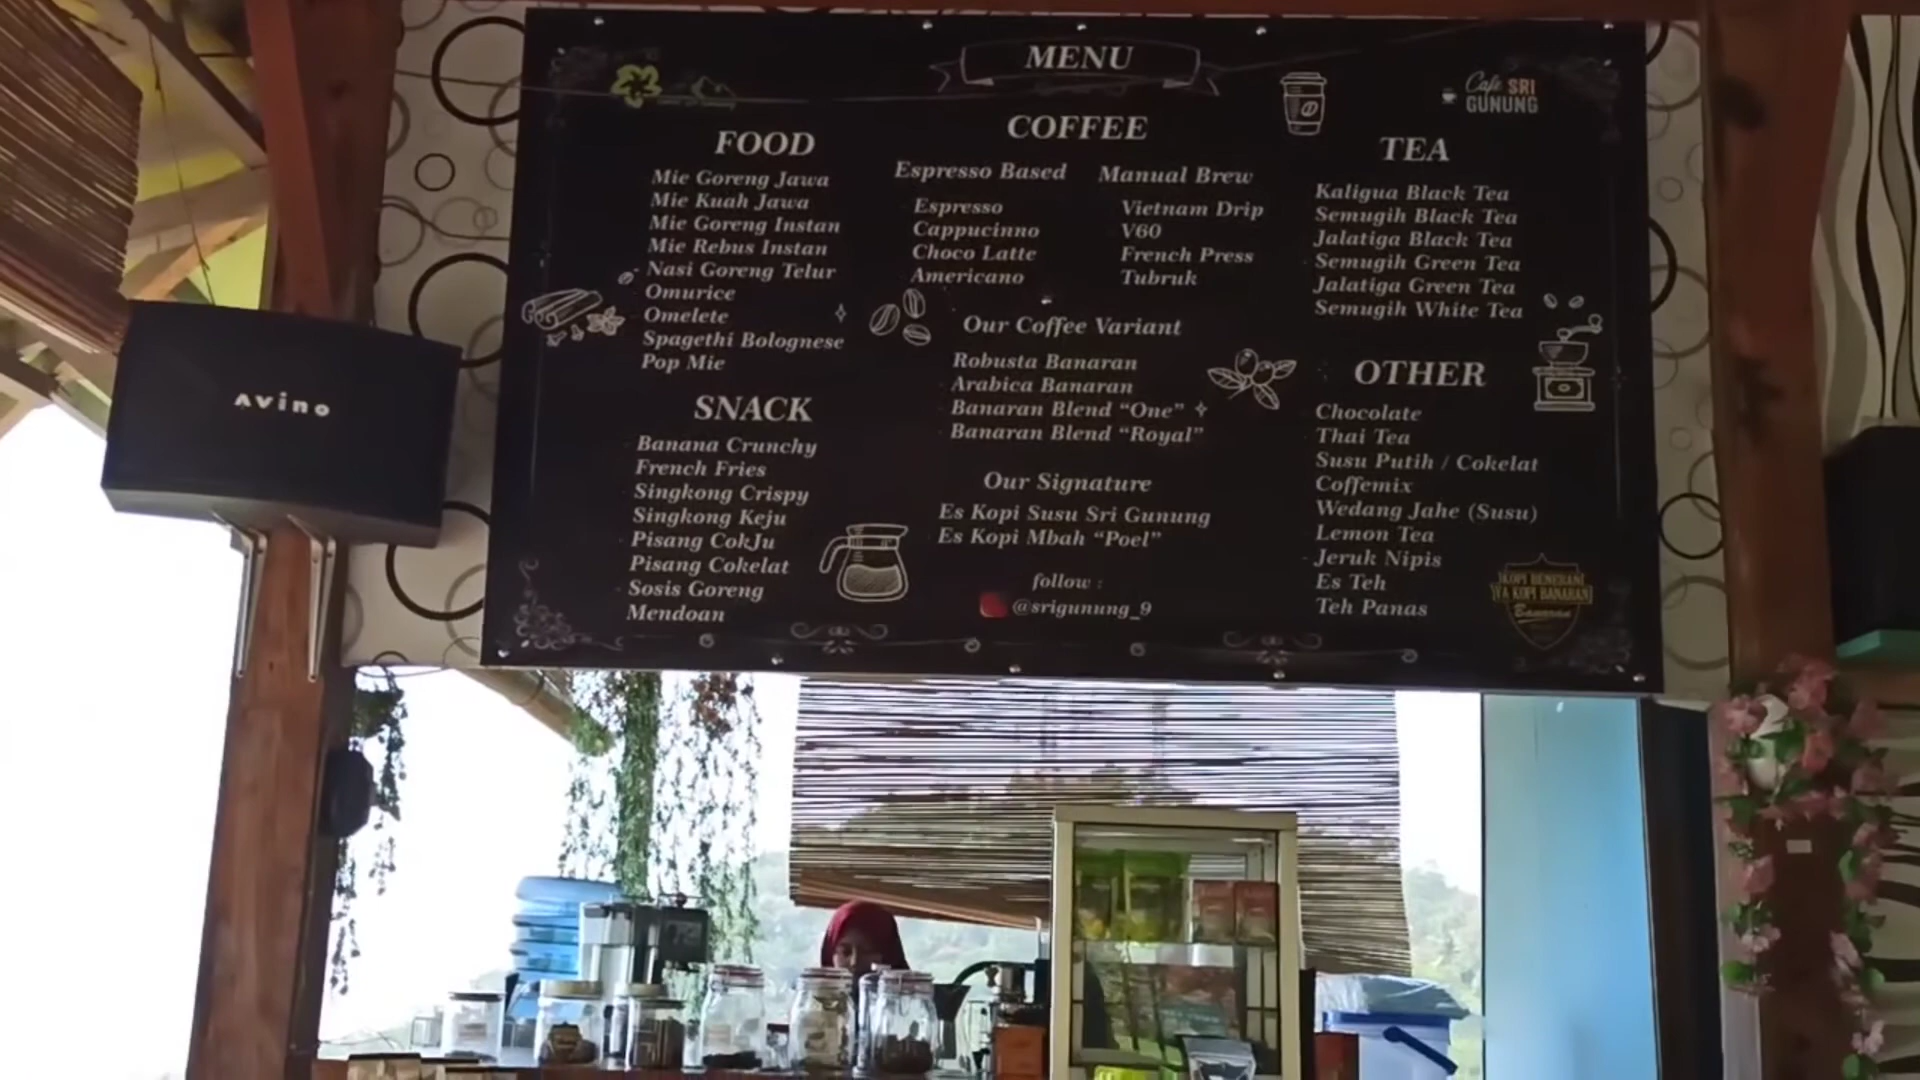 MENU
Cafe SRI
GUNUNG
FOOD
Mie Goreng Jawa
Mie Kuah Jawa
Mie Goreng Instan
Mie Rebus Instan
Nasi Goreng Telur
Omurice
Omelete
Spagethi Bolognese
Pop Mie
SNACK
Banana Crunchy
French Fries
Singkong Crispy
Singkong Keju
Pisang CokJu
Pisang Cokelat
Sosis Goreng
Mendoan
COFFEE
Espresso Based
Espresso
Cappucinno
Choco Latte
Americano
Manual Brew
Vietnam Drip
V60
French Press
Tubruk
Our Coffee Variant
Robusta Banaran
Arabica Banaran
Banaran Blend “One”
Banaran Blend “Royal”
Our Signature
Es Kopi Susu Sri Gunung
Es Kopi Mbah “Poel”
follow :
@srigunung_9
TEA
Kaligua Black Tea
Semugih Black Tea
Jalatiga Black Tea
Semugih Green Tea
Jalatiga Green Tea
Semugih White Tea
OTHER
Chocolate
Thai Tea
Susu Putih / Cokelat
Coffemix
Wedang Jahe (Susu)
Lemon Tea
Jeruk Nipis
Es Teh
Teh Panas
KOPI BENERAN
YA KOPI BANARAN
Banaran
Avino